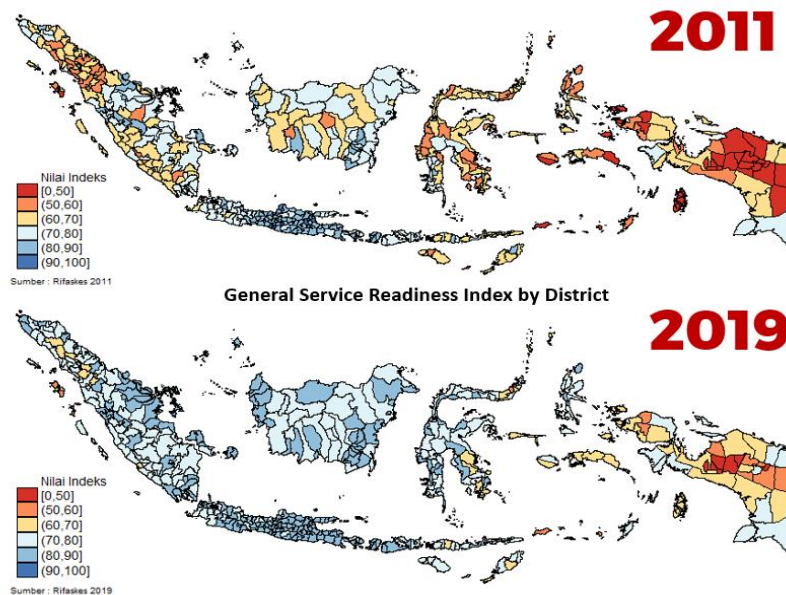 2011
Nilai Indeks
[0,50]
(50,60]
(60,70]
(70,80]
(80,90]
(90,100]
Sumber : Rifaskes 2011
General Service Readiness Index by District
2019
Nilai Indeks
[0,50]
(50,60]
(60,70]
(70,80]
(80,90]
(90,100]
Sumber : Rifaskes 2019